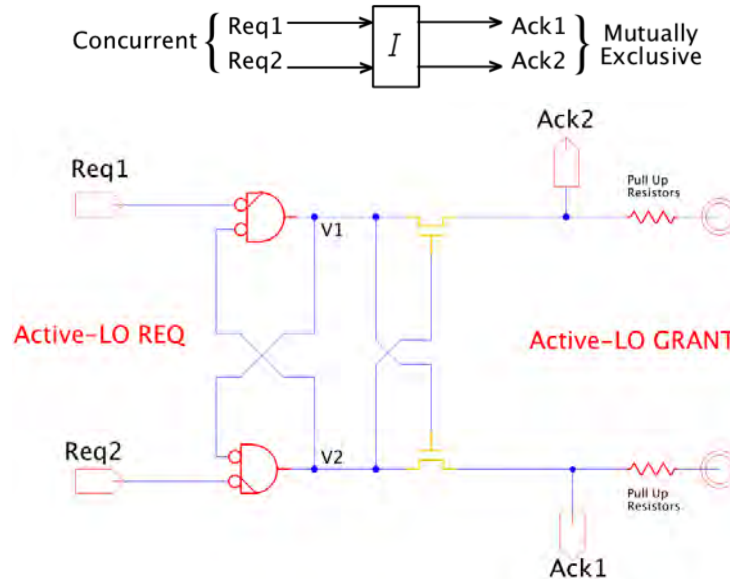 Concurrent { Req1 I Ack1 } Mutually
Req2 Ack2 Exclusive
Ack2
Req1
Pull Up
Resistors
V1
Active-LO REQ
Active-LO GRANT
Req2
V2
Pull Up
Resistors
Ack1